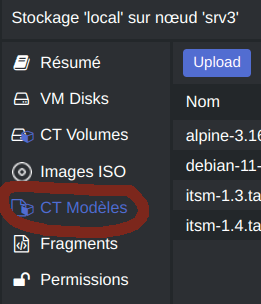 Stockage 'local' sur nœud 'srv3'
Résumé
VM Disks
CT Volumes
Images ISO
CT Modèles
Fragments
Permissions
Upload
Nom
alpine-3.16
debian-11-
itsm-1.3.ta
itsm-1.4.ta